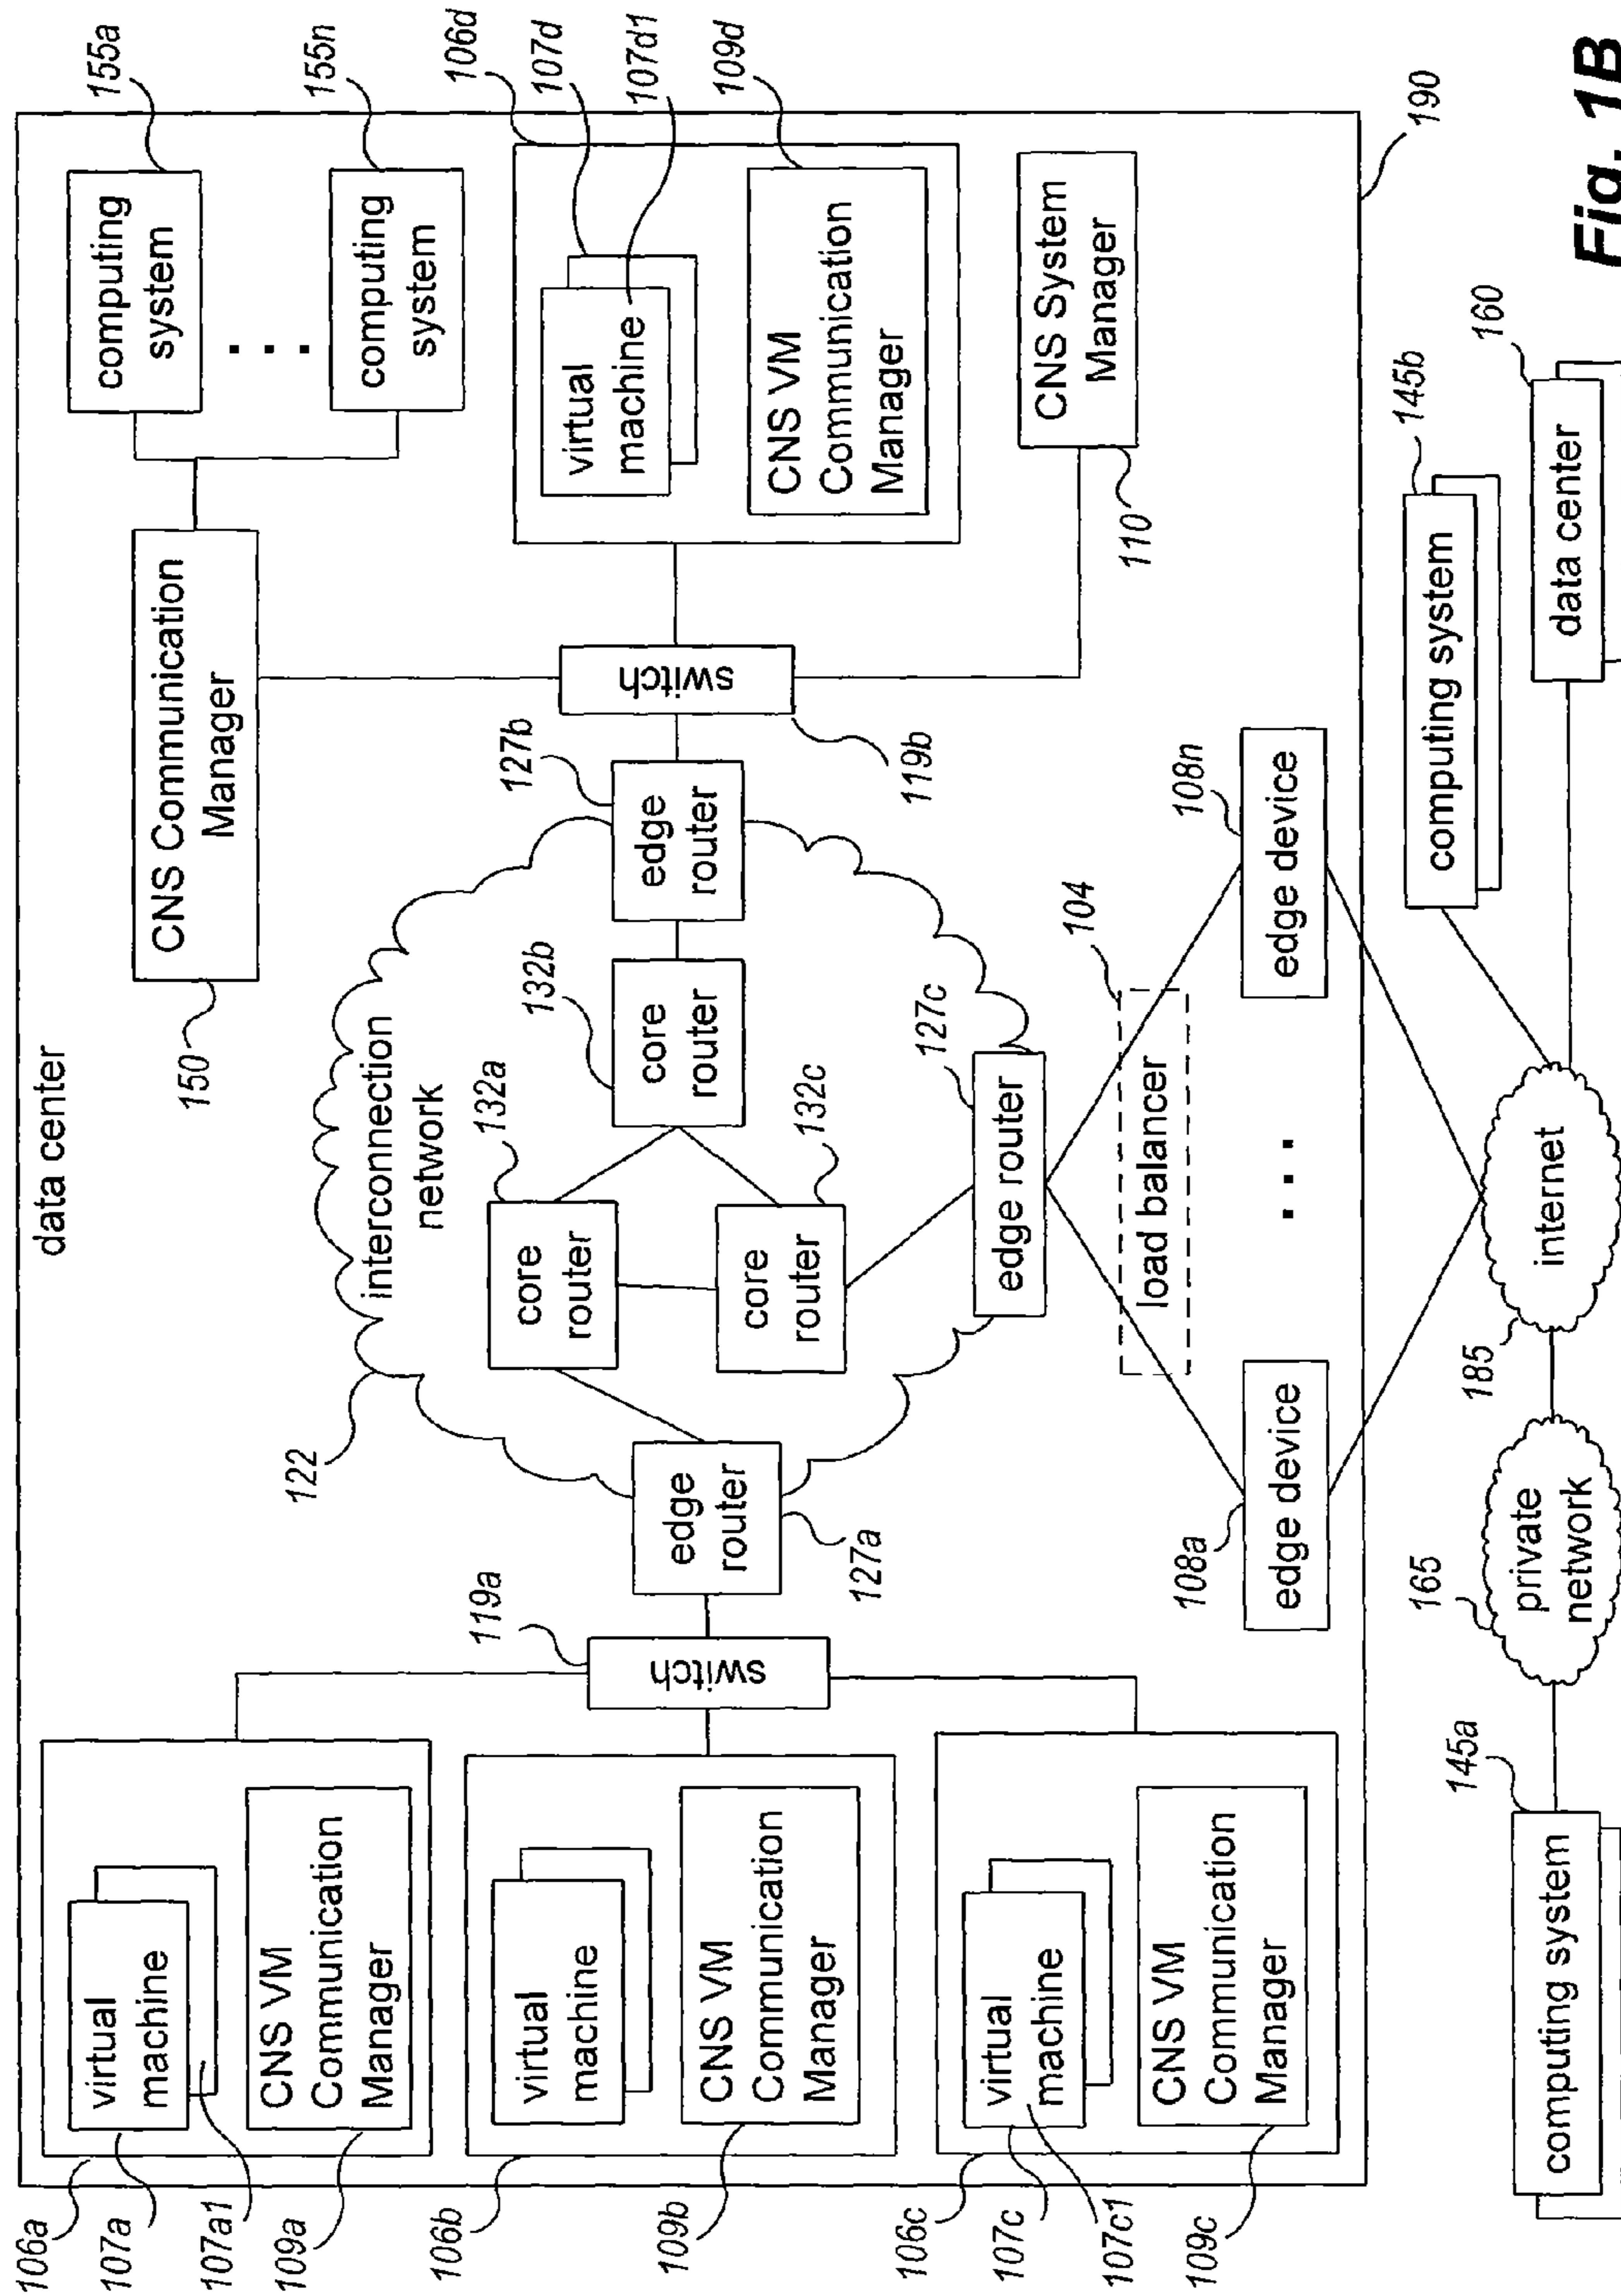 data center
106a
107a
107a1
109a
virtual
machine
CNS VM
Communication
Manager
106b
109b
virtual
machine
CNS VM
Communication
Manager
106c
107c
107c1
109c
virtual
machine
CNS VM
Communication
Manager
119a
switch
edge
router
127a
122
interconnection
network
132a
core
router
132b
core
router
132c
core
router
127b
edge
router
127c
edge router
104
load balancer
108a
edge device
...
108n
edge device
150
CNS Communication
Manager
switch
119b
155a
computing
system
...
155n
computing
system
106d
107d
107d1
109d
virtual
machine
CNS VM
Communication
Manager
CNS System
Manager
110
190
145a
computing system
165
private
network
185
internet
145b
computing system
160
data center
Fig. 1B